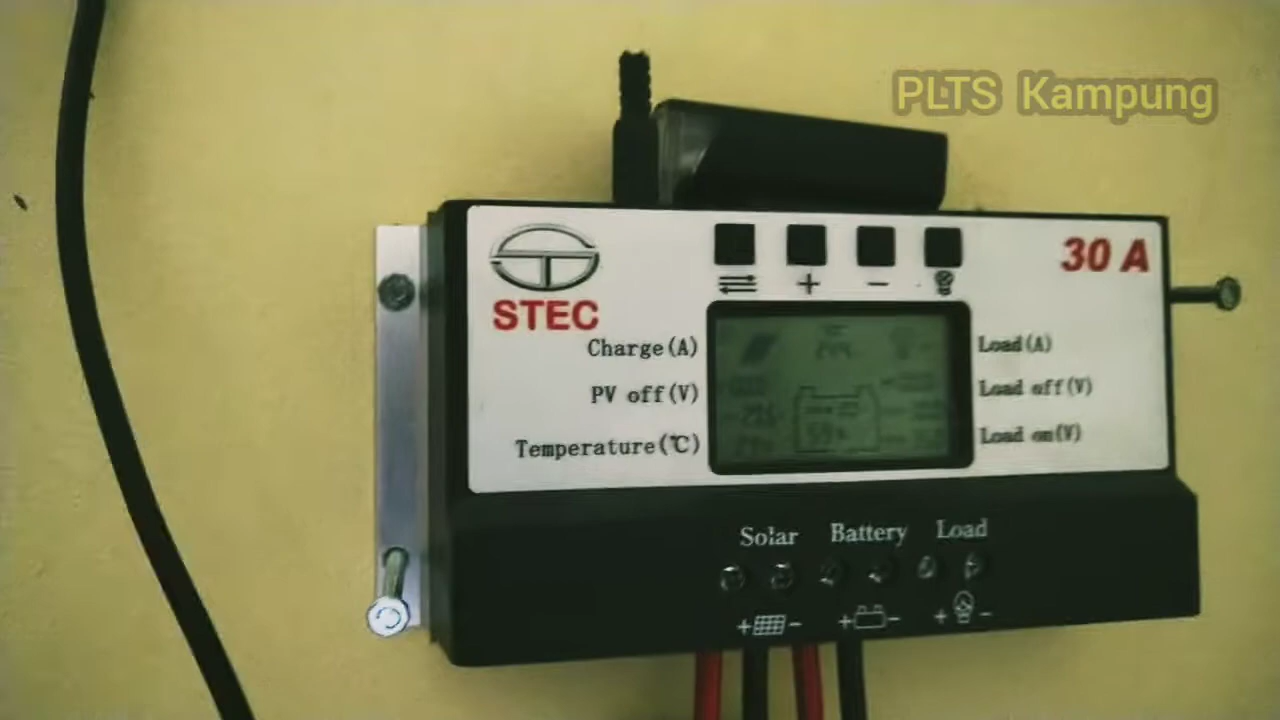 PLTS Kampung
30 A
STEC
+
-
Charge(A)
PV off(V)
Temperature(℃)
Load(A)
Load off(V)
Load on(V)
Solar Battery Load
+ - + - + -